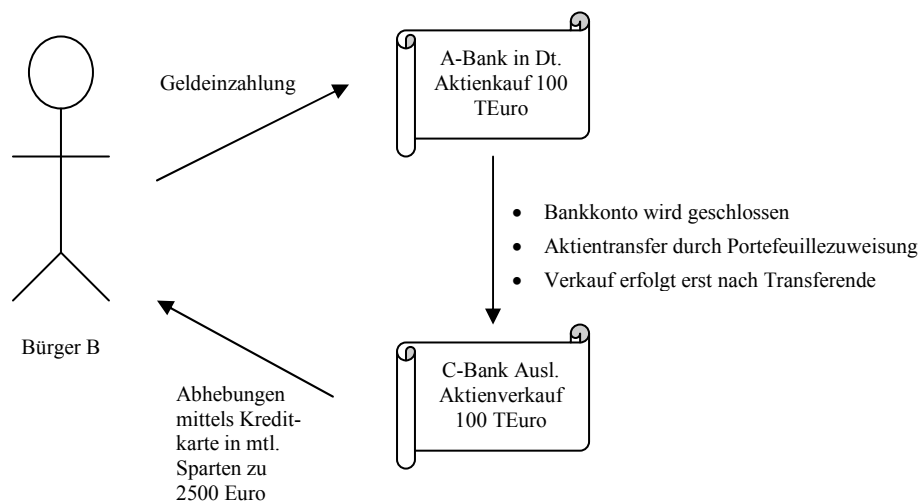 Geldeinzahlung
A-Bank in Dt.
Aktienkauf 100
TEuro
• Bankkonto wird geschlossen
• Aktientransfer durch Portefeuillezuweisung
• Verkauf erfolgt erst nach Transferende
Bürger B
C-Bank Ausl.
Aktienverkauf
100 TEuro
Abhebungen
mittels Kredit-
karte in mtl.
Sparten zu
2500 Euro